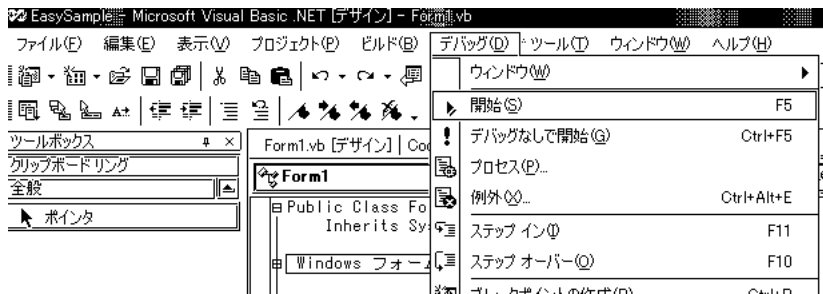 EasySample - Microsoft Visual Basic .NET [デザイン] - Form1.vb
ファイル(F) 編集(E) 表示(V) プロジェクト(P) ビルド(B) デバッグ(D) ツール(T) ウィンドウ(W) ヘルプ(H)
ウィンドウ(W)
開始(S) F5
デバッグなしで開始(G) Ctrl+F5
プロセス(P)...
例外(X)... Ctrl+Alt+E
ステップ イン(I) F11
ステップ オーバー(O) F10
ツールボックス
クリップボード リング
全般
ポインタ
Form1.vb [デザイン]
Form1
Public Class
Inherits
Windows